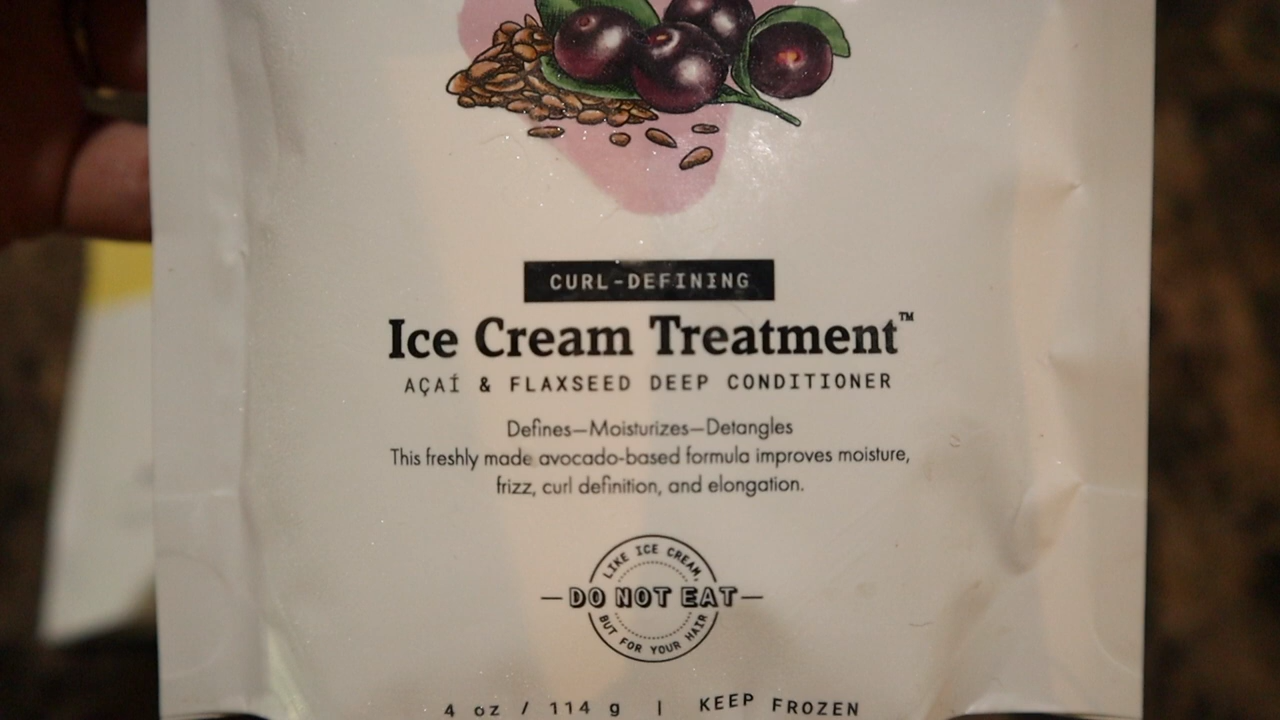 CURL-DEFINING
Ice Cream Treatment™
AÇAÍ & FLAXSEED DEEP CONDITIONER
Defines—Moisturizes—Detangles
This freshly made avocado-based formula improves moisture,
frizz, curl definition, and elongation.
LIKE ICE CREAM,
DO NOT EAT
BUT FOR YOUR HAIR
4 oz / 114 g | KEEP FROZEN